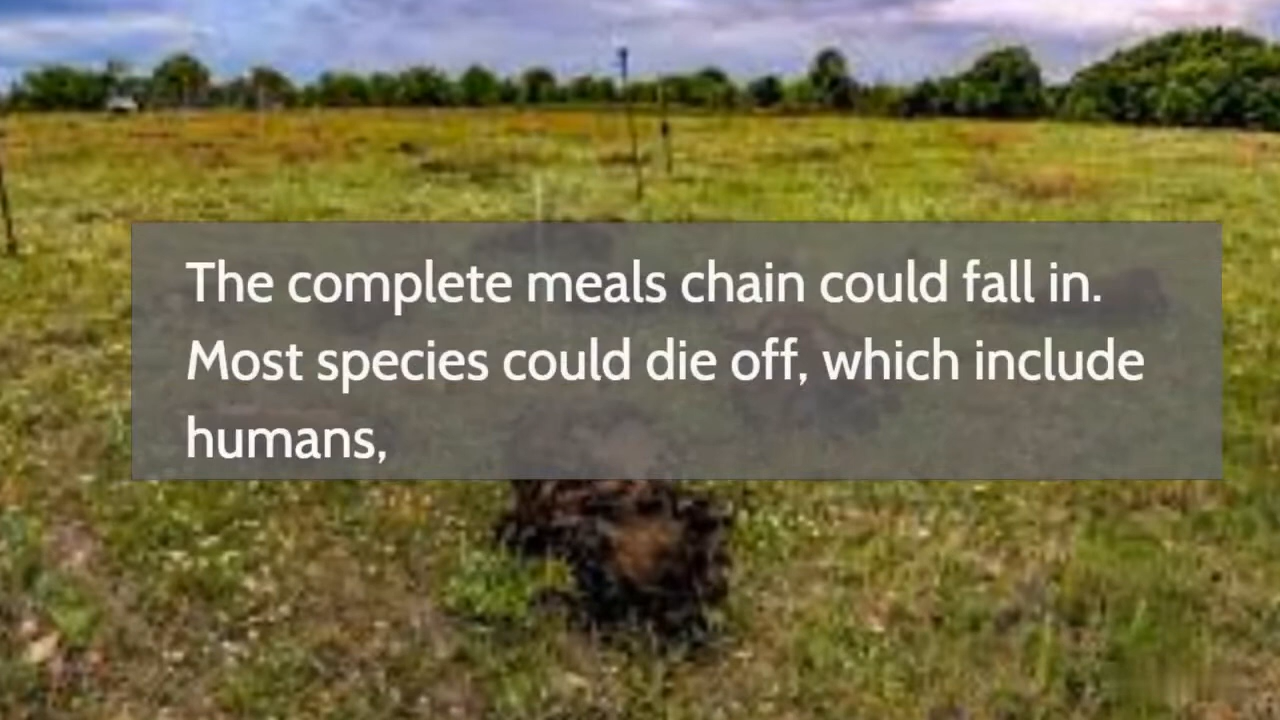 The complete meals chain could fall in.
Most species could die off, which include
humans,